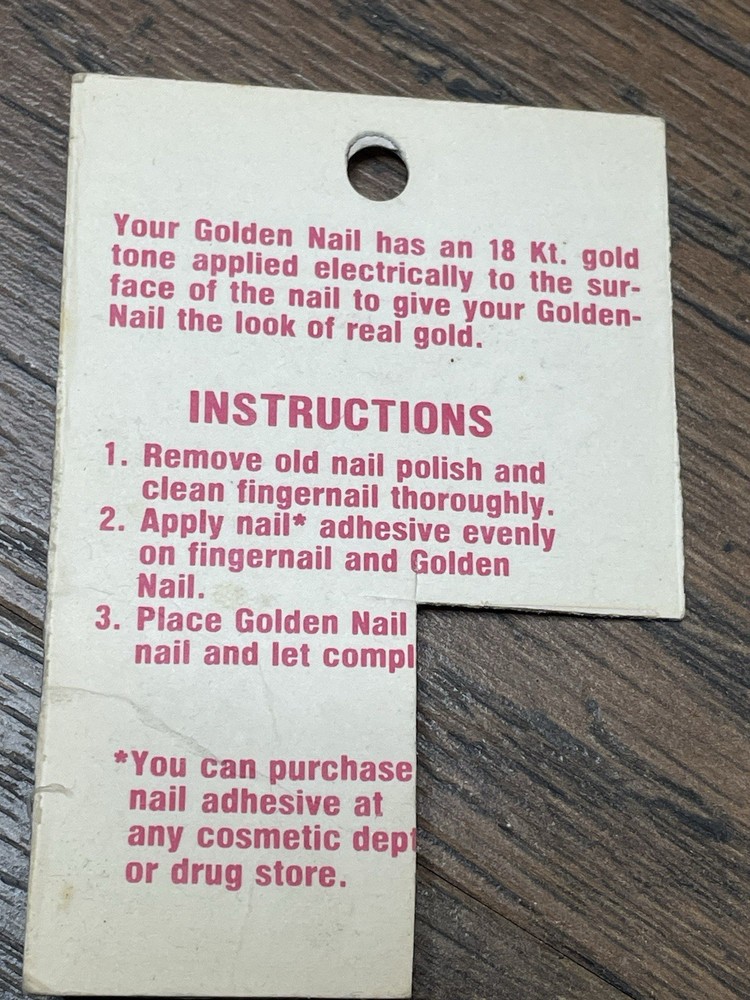 Your Golden Nail has an 18 Kt. gold
tone applied electrically to the sur-
face of the nail to give your Golden-
Nail the look of real gold.
INSTRUCTIONS
1. Remove old nail polish and
clean fingernail thoroughly.
2. Apply nail* adhesive evenly
on fingernail and Golden
Nail.
3. Place Golden Nail
nail and let compl
*You can purchase
nail adhesive at
any cosmetic dept
or drug store.